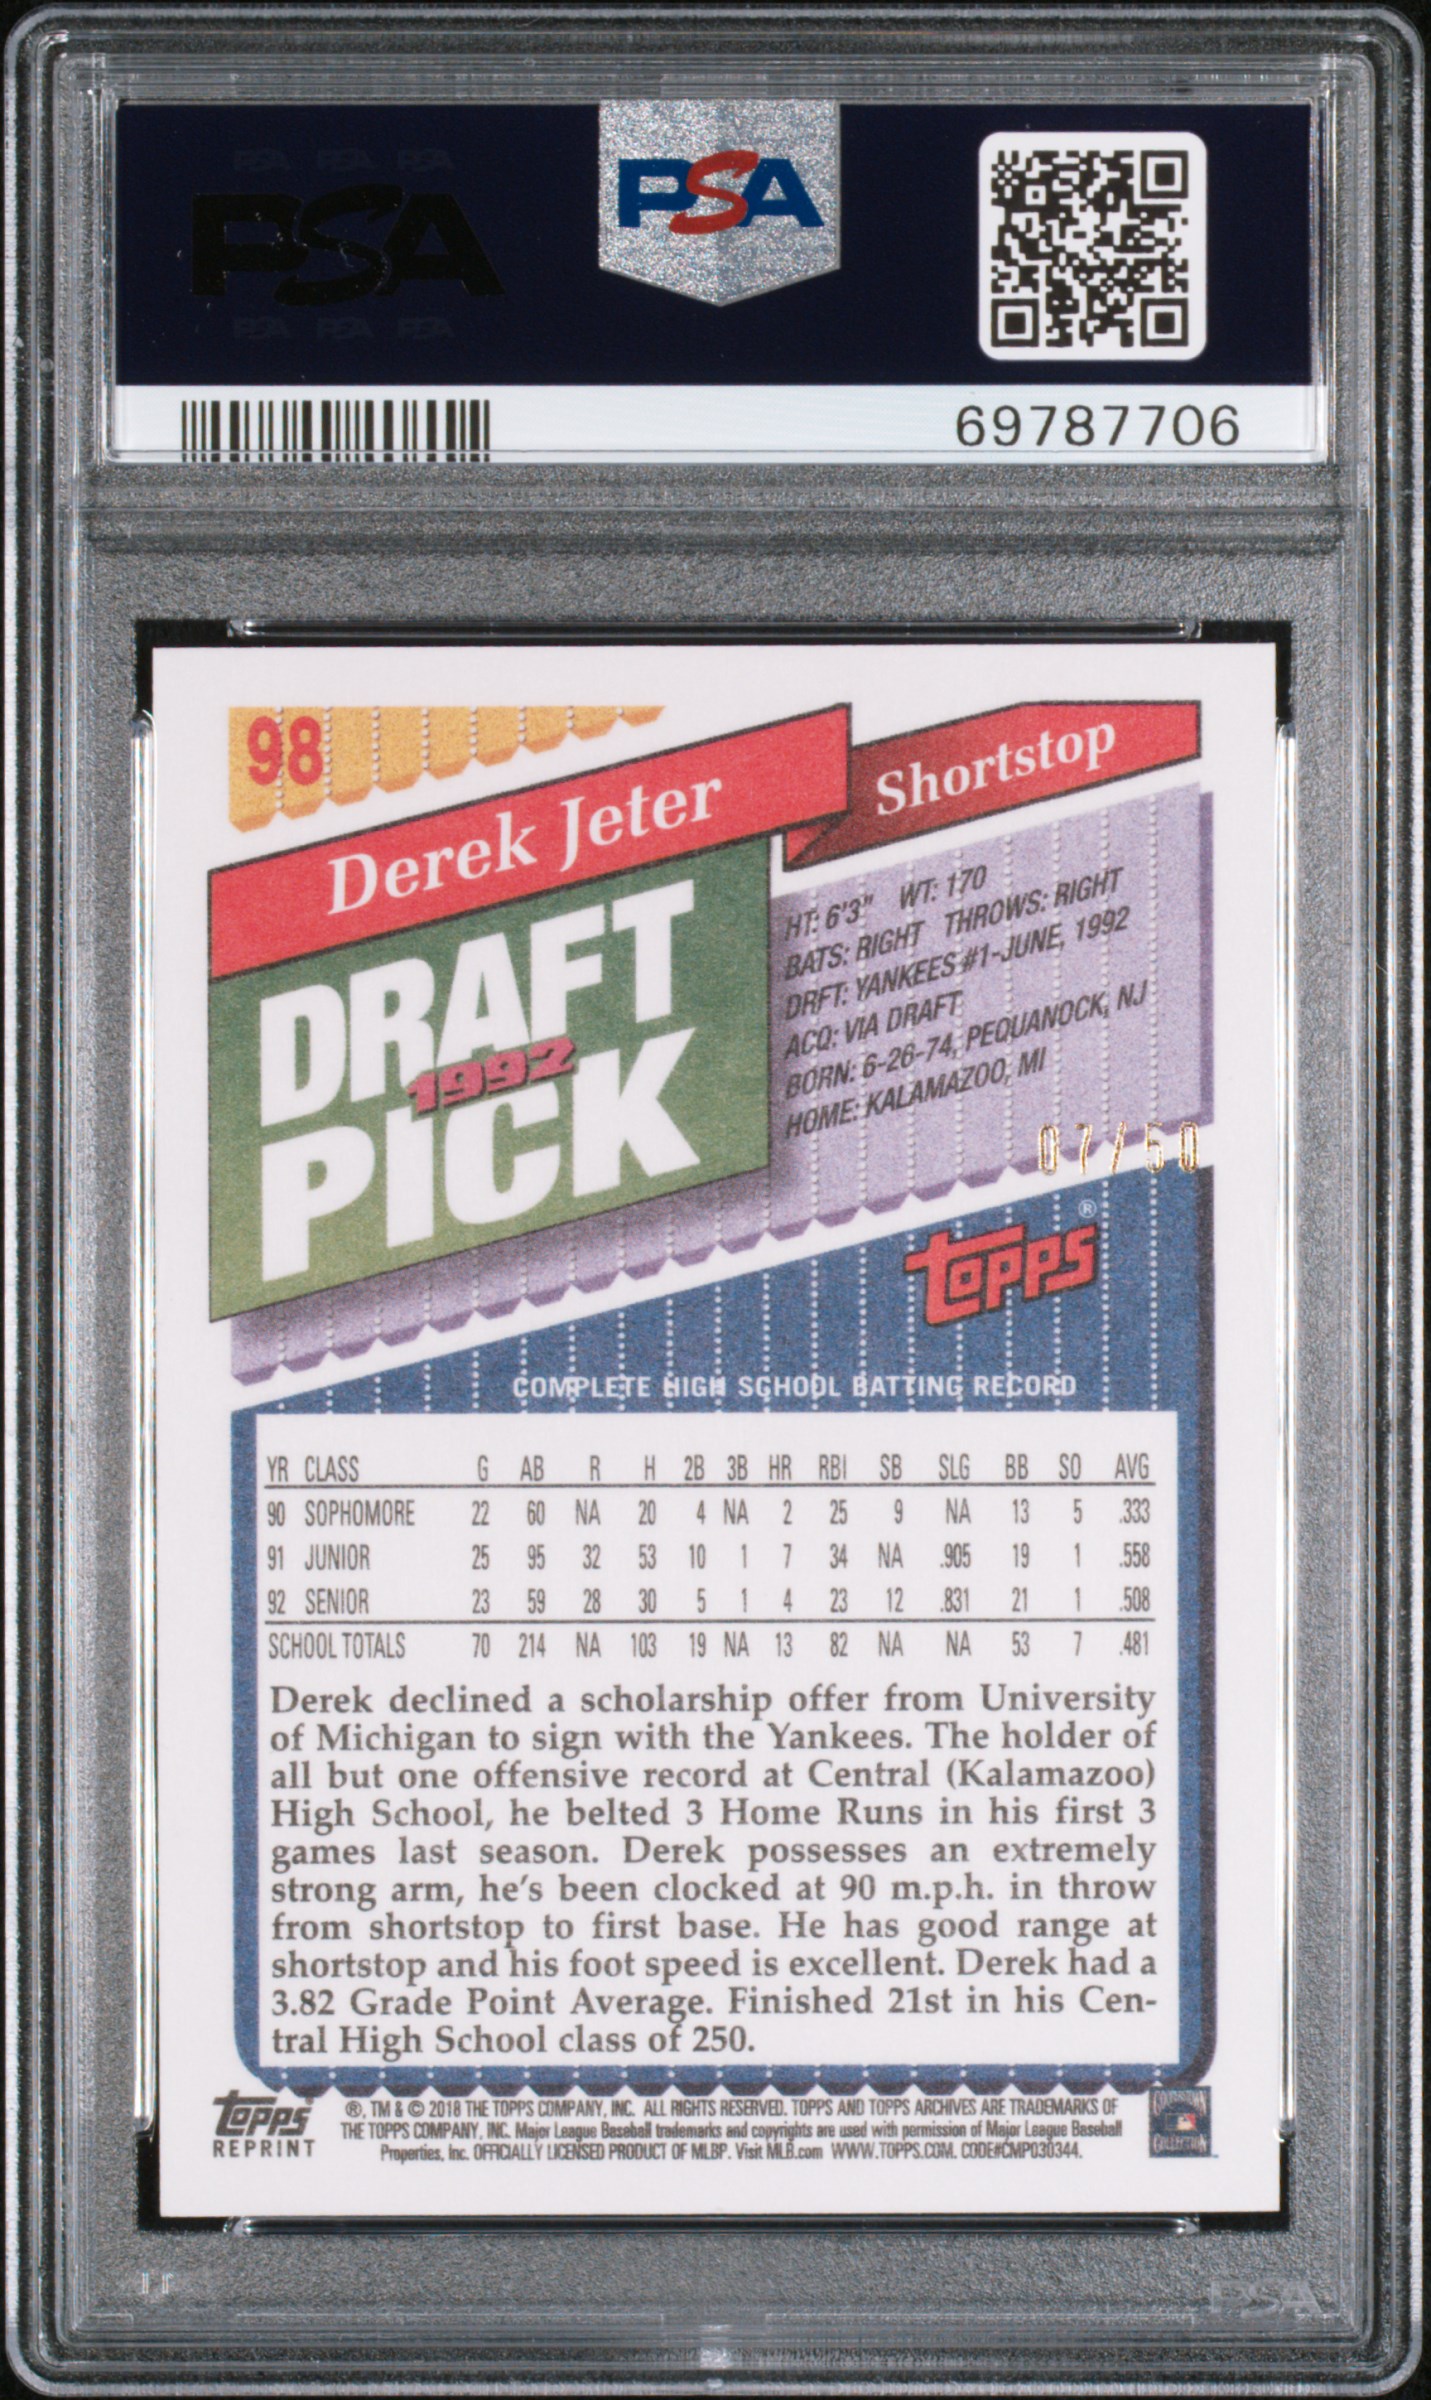 PSA
PSA
69787706
98
Derek Jeter
Shortstop
DRAFT
1992
PICK
HT: 6'3" WT: 170
BATS: RIGHT THROWS: RIGHT
DRFT: YANKEES #1-JUNE, 1992
ACQ: VIA DRAFT
BORN: 6-26-74, PEQUANOCK, NJ
HOME: KALAMAZOO, MI
07/50
topps®
COMPLETE HIGH SCHOOL BATTING RECORD
YR CLASS G AB R H 2B 3B HR RBI SB SLG BB SO AVG
90 SOPHOMORE 22 60 NA 20 4 NA 2 25 9 NA 13 5 .333
91 JUNIOR 25 95 32 53 10 1 7 34 NA .905 19 1 .558
92 SENIOR 23 59 28 30 5 1 4 23 12 .831 21 1 .508
SCHOOL TOTALS 70 214 NA 103 19 NA 13 82 NA NA 53 7 .481
Derek declined a scholarship offer from University
of Michigan to sign with the Yankees. The holder of
all but one offensive record at Central (Kalamazoo)
High School, he belted 3 Home Runs in his first 3
games last season. Derek possesses an extremely
strong arm, he's been clocked at 90 m.p.h. in throw
from shortstop to first base. He has good range at
shortstop and his foot speed is excellent. Derek had a
3.82 Grade Point Average. Finished 21st in his Cen-
tral High School class of 250.
topps
REPRINT
®, TM & © 2018 THE TOPPS COMPANY, INC. ALL RIGHTS RESERVED. TOPPS AND TOPPS ARCHIVES ARE TRADEMARKS OF
THE TOPPS COMPANY, INC. Major League Baseball trademarks and copyrights are used with permission of Major League Baseball
Properties, Inc. OFFICIALLY LICENSED PRODUCT OF MLBP. Visit MLB.com WWW.TOPPS.COM. CODE#CMP030344.
PSA